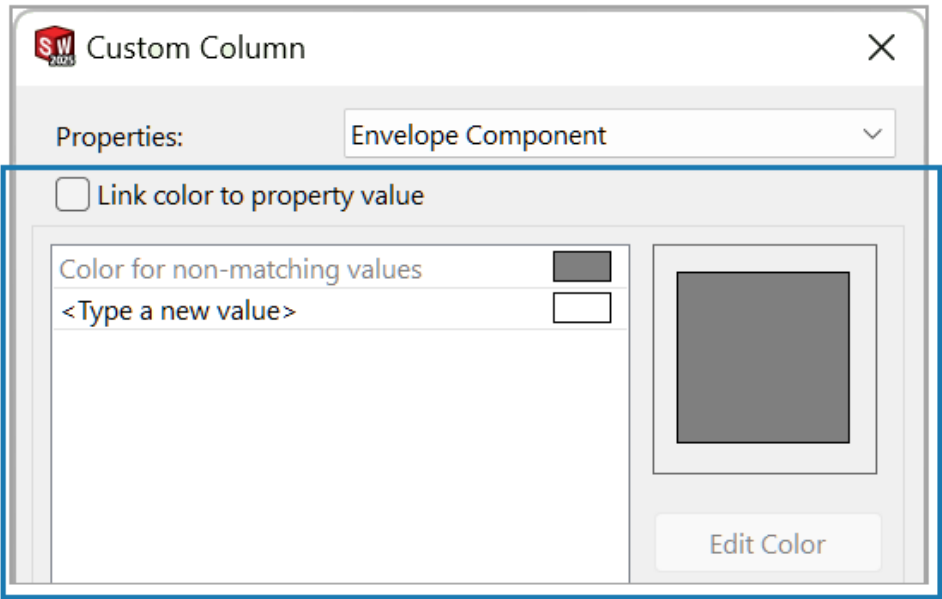 SW
2025
Custom Column
Properties:
Envelope Component
Link color to property value
Color for non-matching values
<Type a new value>
Edit Color